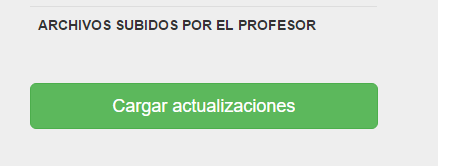 ARCHIVOS SUBIDOS POR EL PROFESOR
Cargar actualizaciones